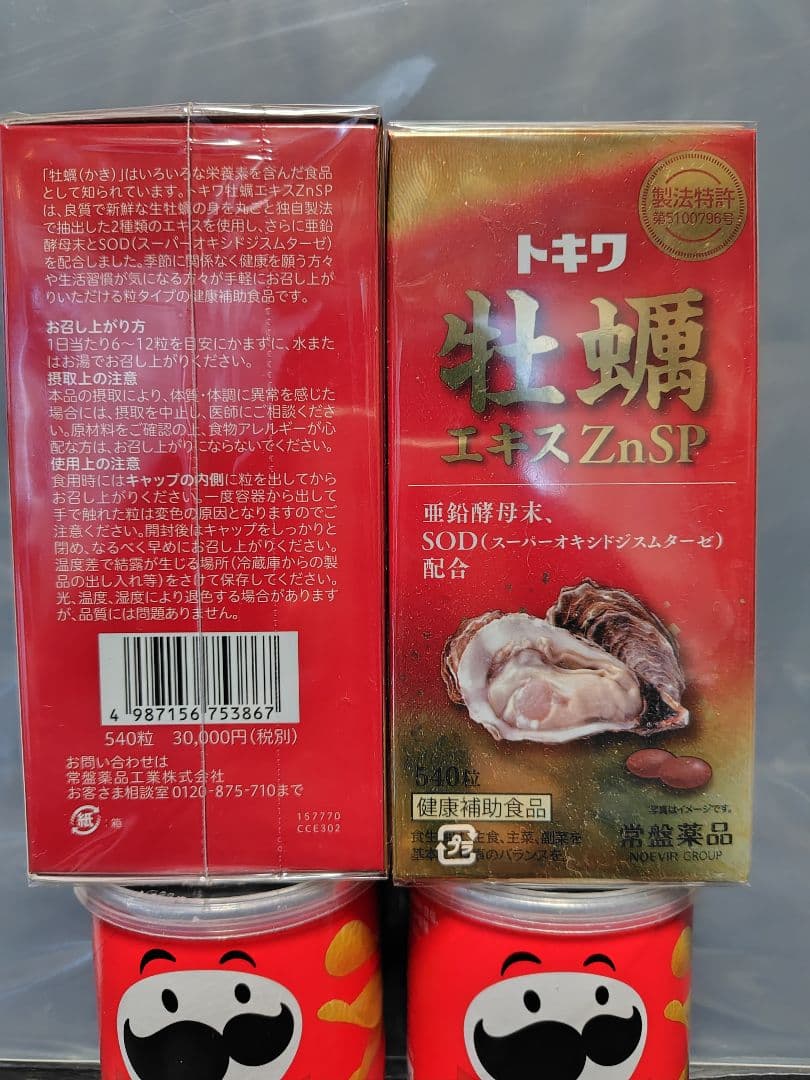 「牡蠣(かき)」はいろいろな栄養素を含んだ食品
として知られています。トキワ牡蠣エキスZnSP
は、良質で新鮮な生牡蠣の身を丸ごと独自製法
で抽出した2種類のエキスを使用し、さらに亜鉛
酵母末とSOD(スーパーオキシドジスムターゼ)
を配合しました。季節に関係なく健康を願う方々
や生活習慣が気になる方々が手軽にお召し上が
りいただける粒タイプの健康補助食品です。
お召し上がり方
1日当たり6～12粒を目安にかまずに、水また
はお湯でお召し上がりください。
摂取上の注意
本品の摂取により、体質・体調に異常を感じた
場合には、摂取を中止し、医師にご相談くださ
い。原材料をご確認の上、食物アレルギーが心
配な方は、お召し上がりにならないでください。
使用上の注意
食用時にはキャップの内側に粒を出してから
お召し上がりください。一度容器から出して
手で触れた粒は変色の原因となりますのでご
注意ください。開封後はキャップをしっかりと
閉め、なるべく早めにお召し上がりください。
温度差で結露が生じる場所(冷蔵庫からの製
品の出し入れ等)をさけて保存してください。
光、温度、湿度により退色する場合があります
が、品質には問題ありません。
4 987156 753867
540粒 30,000円(税別)
お問い合わせは
常盤薬品工業株式会社
お客さま相談室0120-875-710まで
紙 :箱
157770
CCE302
製法特許
第5100796号
トキワ
牡蠣
エキス ZnSP
亜鉛酵母末、
SOD(スーパーオキシドジスムターゼ)
配合
540粒
写真はイメージです。
健康補助食品
食生 主食、主菜、副菜を
基本 のバランスを。
プラ
常盤薬品
NOEVIR GROUP